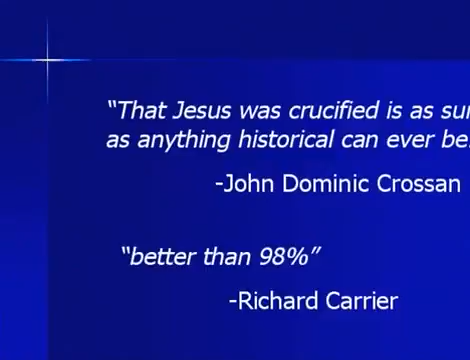 “That Jesus was crucified is as
as anything historical can ever be
-John Dominic Crossan
“better than 98%”
-Richard Carrier